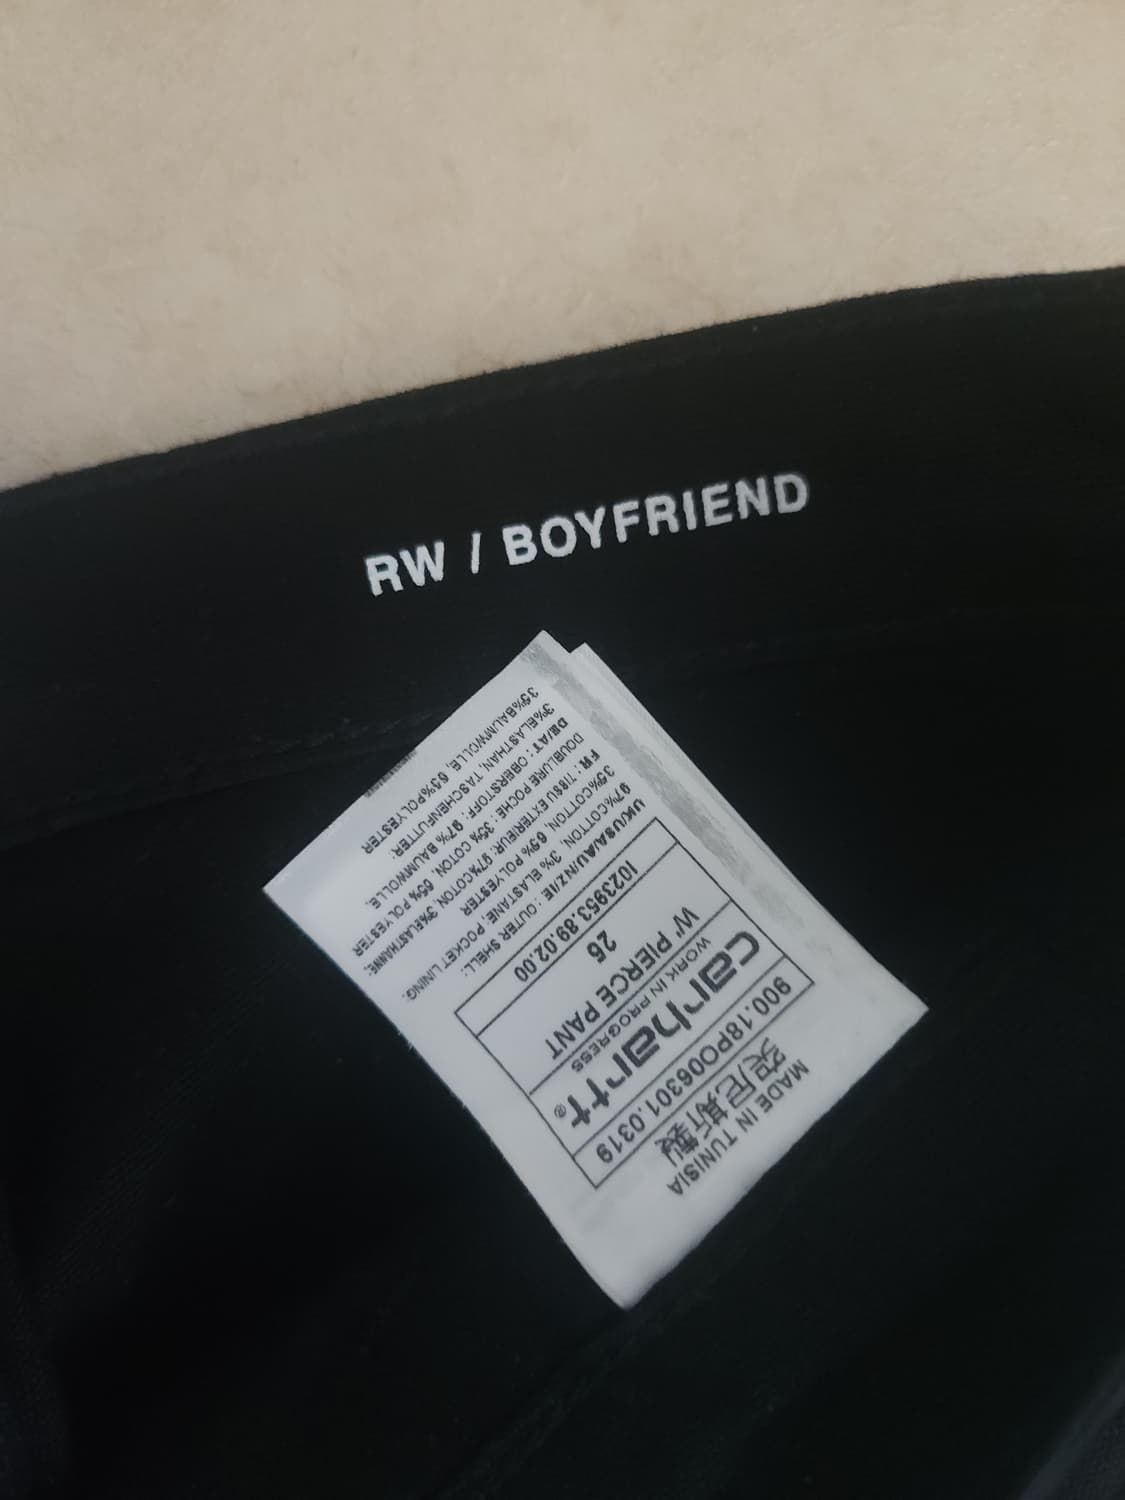 RW / BOYFRIEND
MADE IN TUNISIA
突尼斯製
900.18PO06301.0319
carhartt®
WORK IN PROGRESS
W' PIERCE PANT
26
I023953.89.02.00
UK/USA/AU/NZ/IE : OUTER SHELL:
97%COTTON, 3% ELASTANE; POCKET LINING:
35%COTTON, 65% POLYESTER
FR : TISSU EXTERIEUR: 97%COTON, 3%ELASTHANNE;
DOUBLURE POCHE : 35% COTON, 65% POLYESTER
DE/AT : OBERSTOFF : 97% BAUMWOLLE,
3%ELASTHAN, TASCHENFUTTER:
35%BAUMWOLLE, 65%POLYESTER